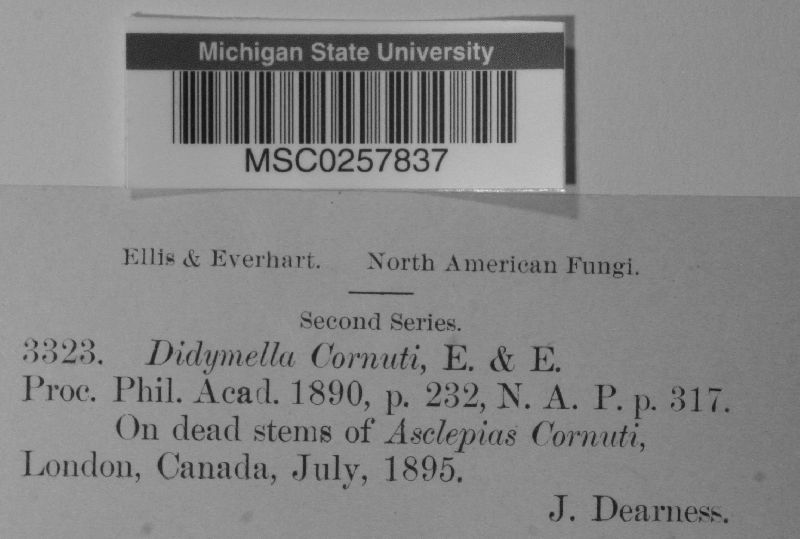 Michigan State University
MSC0257837
Ellis & Everhart. North American Fungi.
Second Series.
3323. Didymella Cornuti, E. & E.
Proc. Phil. Acad. 1890, p. 232, N. A. P. p. 317.
On dead stems of Asclepias Cornuti,
London, Canada, July, 1895.
J. Dearness.